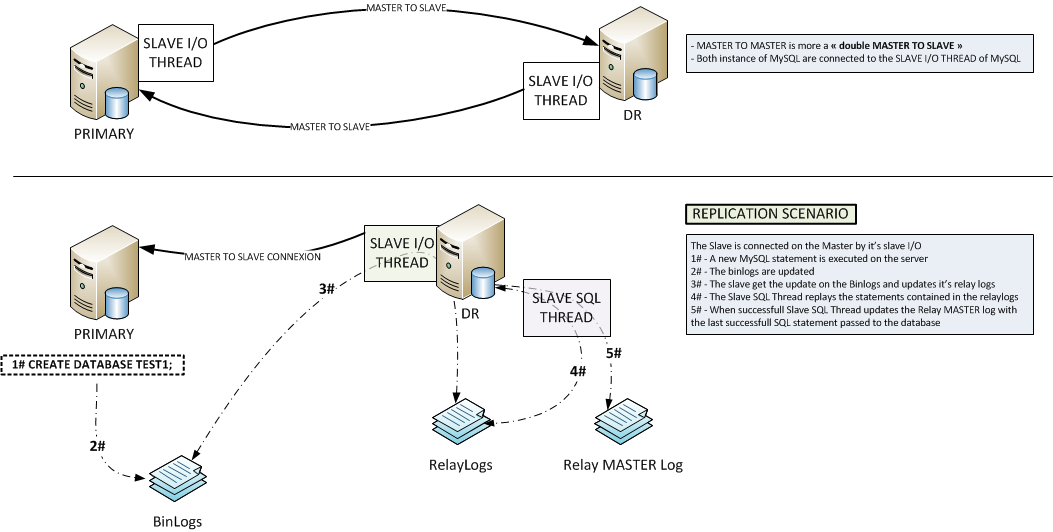 MASTER TO SLAVE
SLAVE I/O
THREAD
PRIMARY
SLAVE I/O
THREAD
DR
MASTER TO SLAVE
- MASTER TO MASTER is more a « double MASTER TO SLAVE »
- Both instance of MySQL are connected to the SLAVE I/O THREAD of MySQL
REPLICATION SCENARIO
The Slave is connected on the Master by it's slave I/O
1# - A new MySQL statement is executed on the server
2# - The binlogs are updated
3# - The slave get the update on the Binlogs and updates it's relay logs
4# - The Slave SQL Thread replays the statements contained in the relaylogs
5# - When successfull Slave SQL Thread updates the Relay MASTER log with
the last successfull SQL statement passed to the database
MASTER TO SLAVE CONNEXION
SLAVE I/O
THREAD
PRIMARY
DR
SLAVE SQL
THREAD
3#
1# CREATE DATABASE TEST1;
5#
4#
2#
RelayLogs
Relay MASTER Log
BinLogs